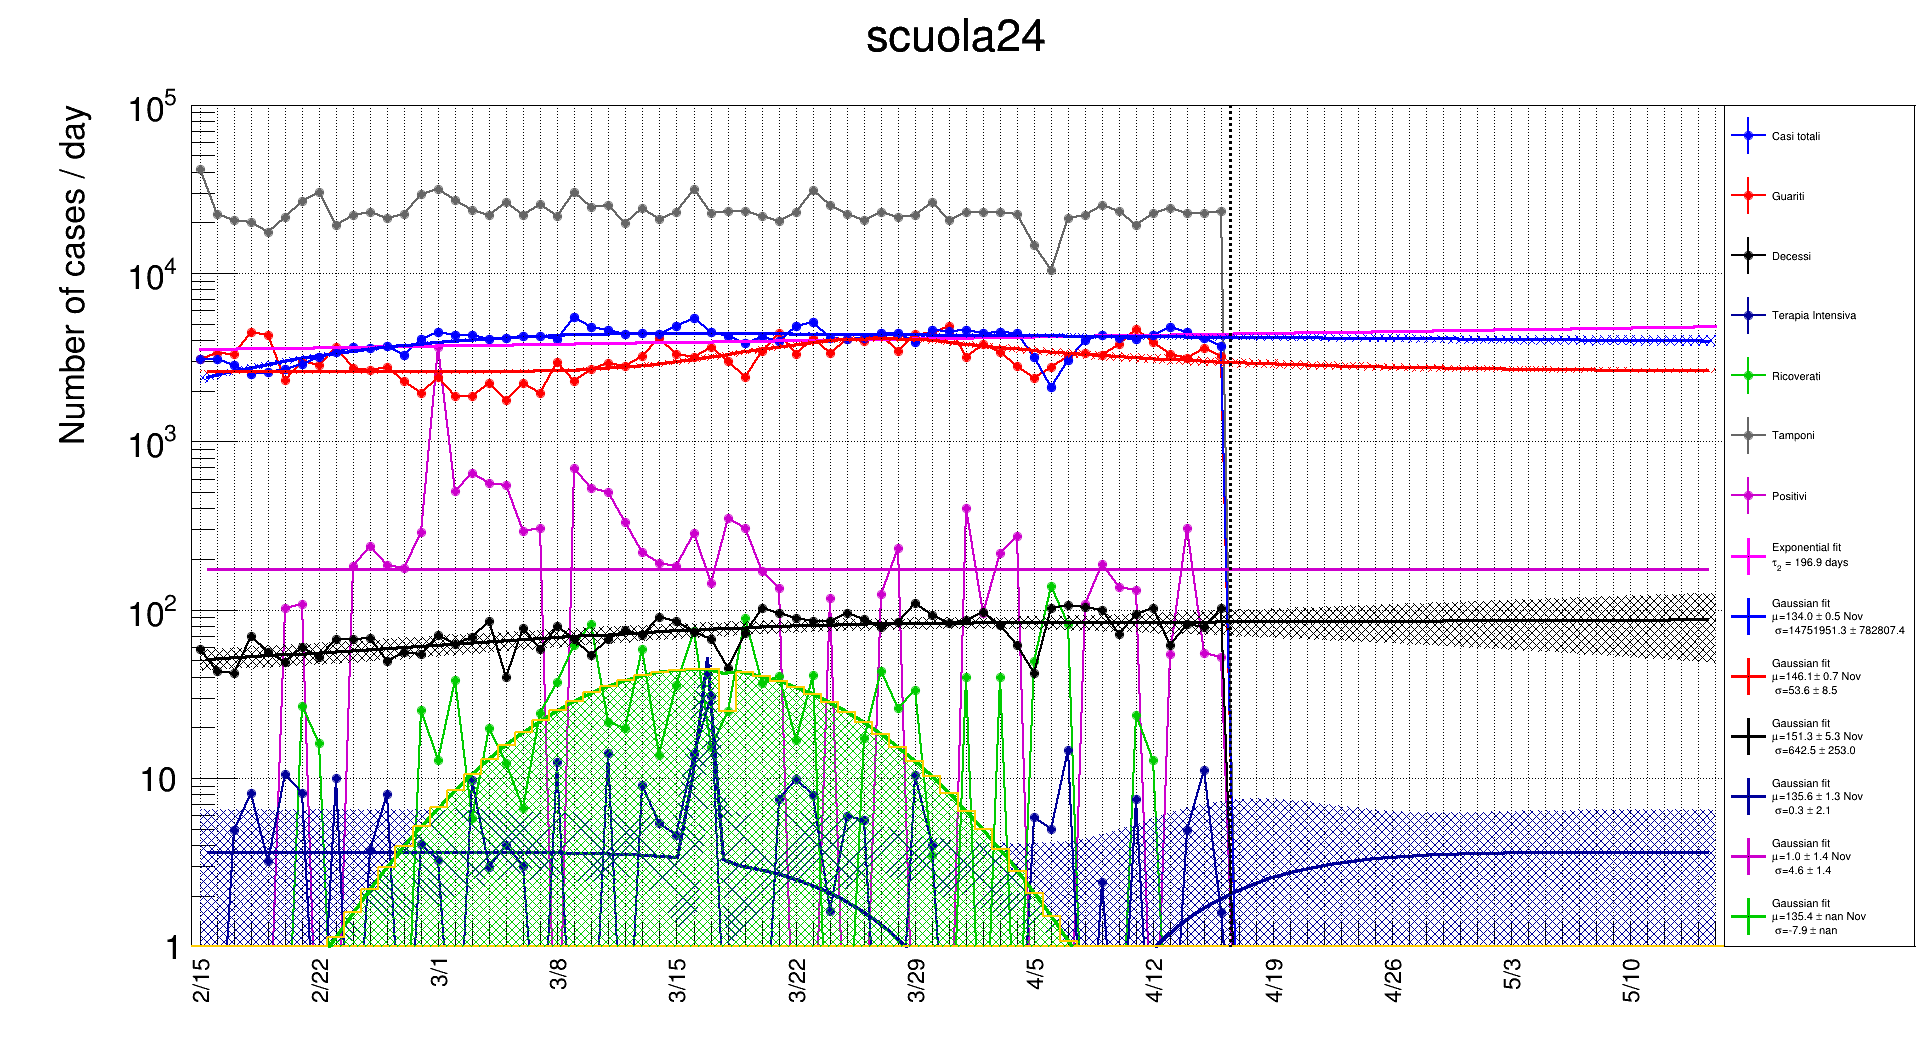 scuola24
Number of cases / day
10^5
10^4
10^3
10^2
10
1
2/15
2/22
3/1
3/8
3/15
3/22
3/29
4/5
4/12
4/19
4/26
5/3
5/10
Casi totali
Guariti
Decessi
Terapia Intensiva
Ricoverati
Tamponi
Positivi
Exponential fit
τ_2 = 196.9 days
Gaussian fit
μ=134.0 ± 0.5 Nov
σ=14751951.3 ± 782807.4
Gaussian fit
μ=146.1 ± 0.7 Nov
σ=53.6 ± 8.5
Gaussian fit
μ=151.3 ± 5.3 Nov
σ=642.5 ± 253.0
Gaussian fit
μ=135.6 ± 1.3 Nov
σ=0.3 ± 2.1
Gaussian fit
μ=1.0 ± 1.4 Nov
σ=4.6 ± 1.4
Gaussian fit
μ=135.4 ± nan Nov
σ=-7.9 ± nan